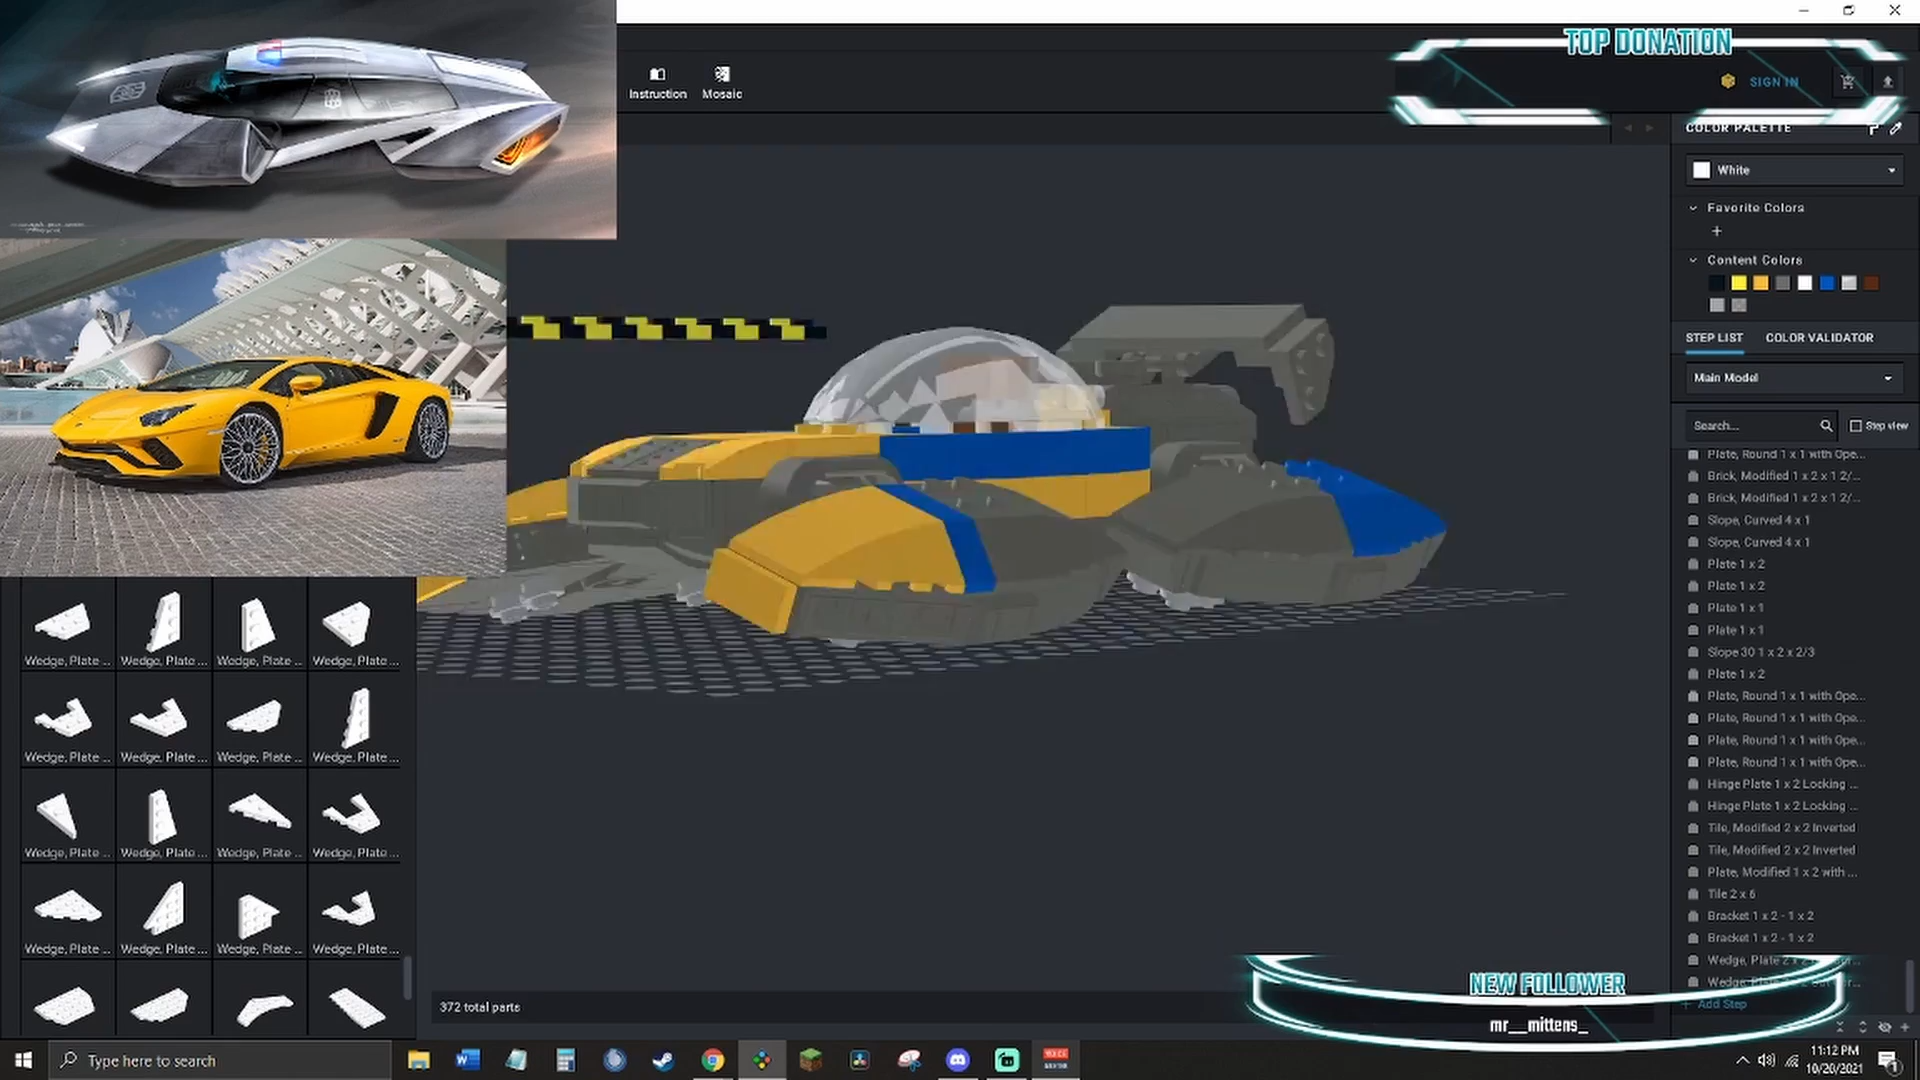 TOP DONATION
SIGN IN
Instruction
Mosaic
COLOR PALETTE
White
Favorite Colors
+
Content Colors
STEP LIST
COLOR VALIDATOR
Main Model
Search...
Step view
Plate, Round 1 x 1 with Ope...
Brick, Modified 1 x 2 x 1 2/...
Brick, Modified 1 x 2 x 1 2/...
Slope, Curved 4 x 1
Slope, Curved 4 x 1
Plate 1 x 2
Plate 1 x 2
Plate 1 x 1
Plate 1 x 1
Slope 30 1 x 2 x 2/3
Plate 1 x 2
Plate, Round 1 x 1 with Ope...
Plate, Round 1 x 1 with Ope...
Plate, Round 1 x 1 with Ope...
Plate, Round 1 x 1 with Ope...
Hinge Plate 1 x 2 Locking ...
Hinge Plate 1 x 2 Locking ...
Tile, Modified 2 x 2 Inverted
Tile, Modified 2 x 2 Inverted
Plate, Modified 1 x 2 with ...
Tile 2 x 6
Bracket 1 x 2 - 1 x 2
Bracket 1 x 2 - 1 x 2
Wedge, Plate 2 x
Wedge, Plate
+ Add Step
Wedge, Plate ... Wedge, Plate ... Wedge, Plate ... Wedge, Plate ...
Wedge, Plate ... Wedge, Plate ... Wedge, Plate ... Wedge, Plate ...
Wedge, Plate ... Wedge, Plate ... Wedge, Plate ... Wedge, Plate ...
Wedge, Plate ... Wedge, Plate ... Wedge, Plate ... Wedge, Plate ...
372 total parts
NEW FOLLOWER
mr__mittens_
Type here to search
11:12 PM
10/20/2021
1